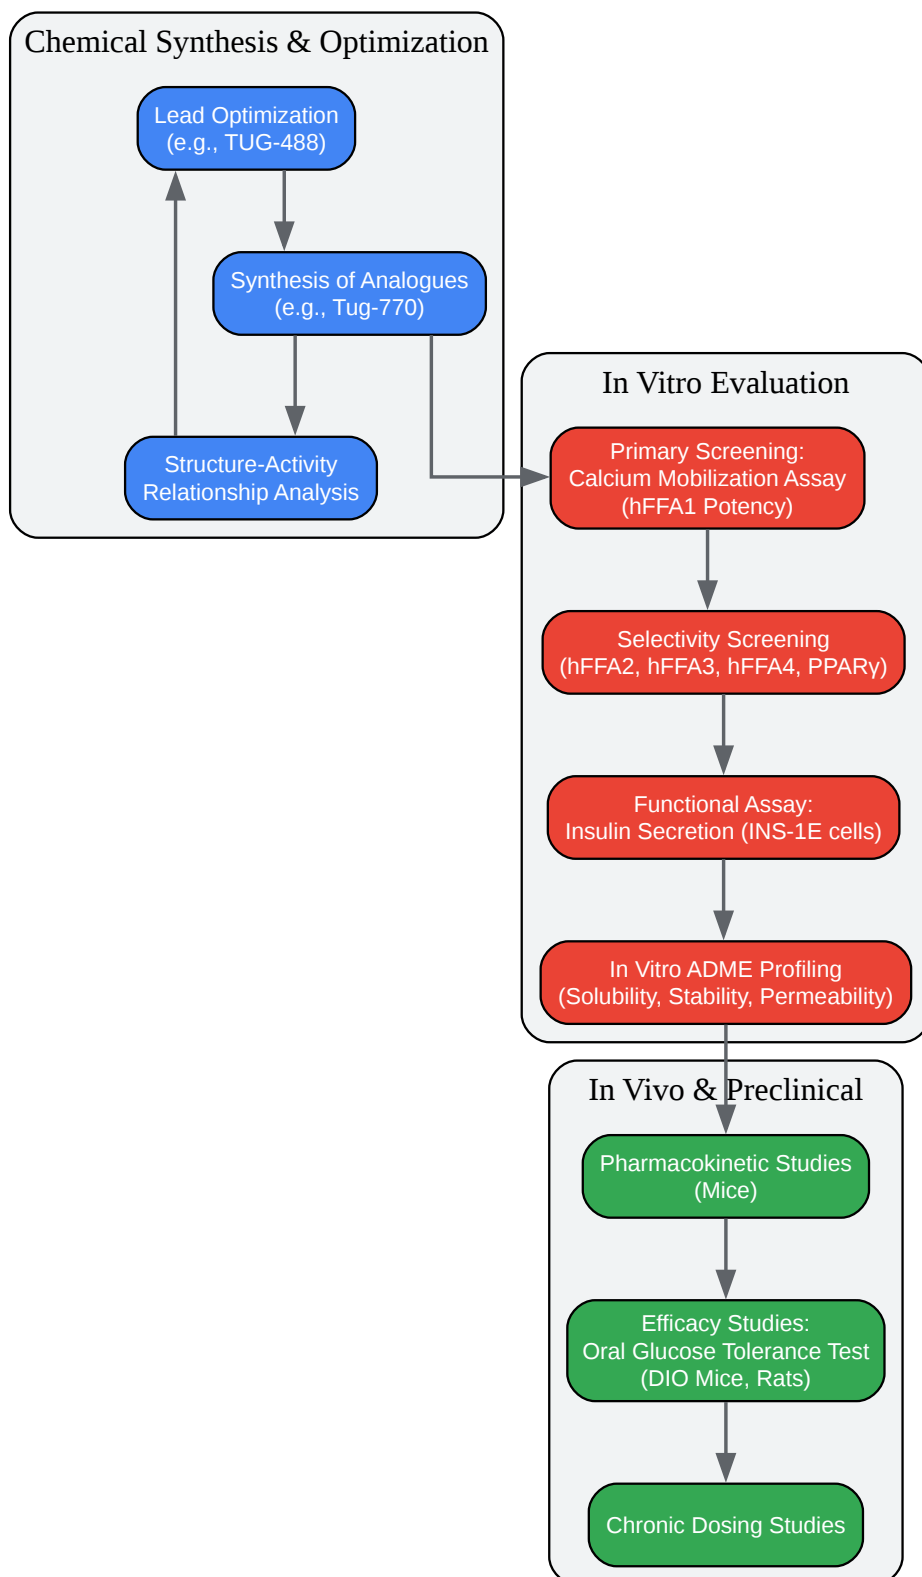 Chemical Synthesis & Optimization
Lead Optimization
(e.g., TUG-488)
Synthesis of Analogues
(e.g., Tug-770)
Structure-Activity
Relationship Analysis
In Vitro Evaluation
Primary Screening:
Calcium Mobilization Assay
(hFFA1 Potency)
Selectivity Screening
(hFFA2, hFFA3, hFFA4, PPARγ)
Functional Assay:
Insulin Secretion (INS-1E cells)
In Vitro ADME Profiling
(Solubility, Stability, Permeability)
In Vivo & Preclinical
Pharmacokinetic Studies
(Mice)
Efficacy Studies:
Oral Glucose Tolerance Test
(DIO Mice, Rats)
Chronic Dosing Studies